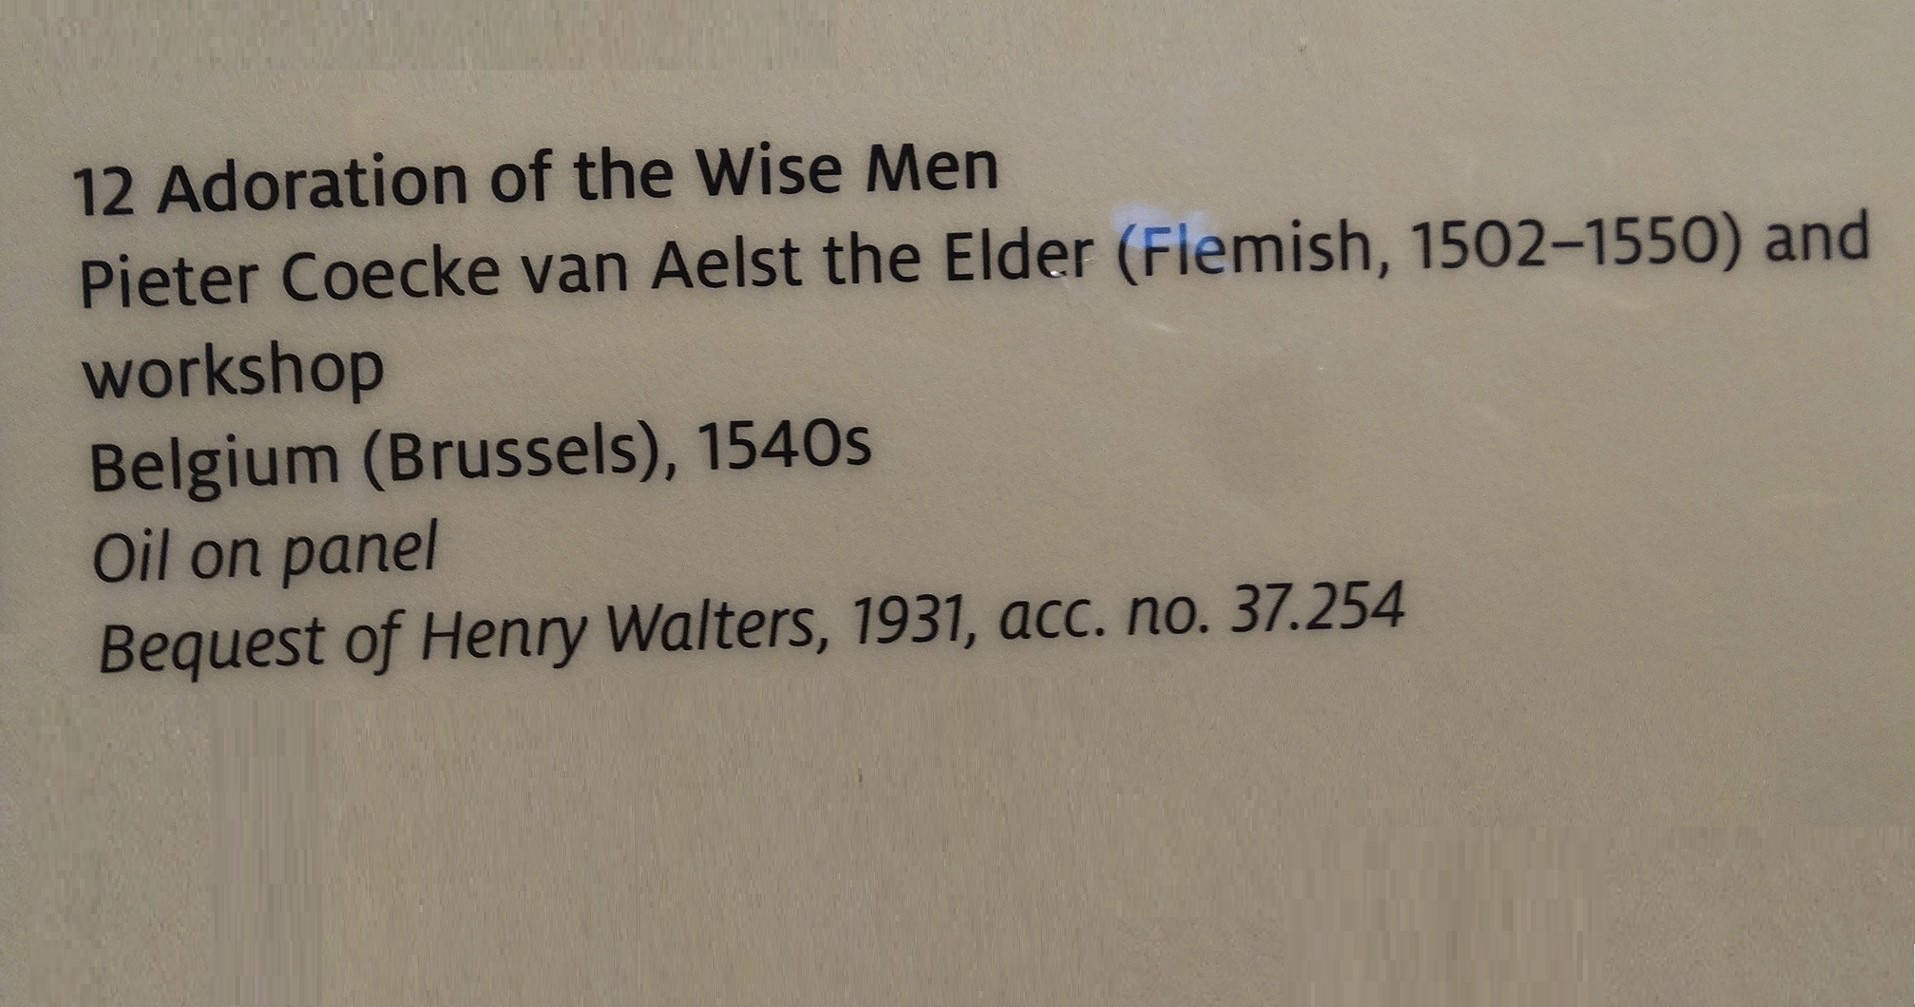 12 Adoration of the Wise Men
Pieter Coecke van Aelst the Elder (Flemish, 1502–1550) and
workshop
Belgium (Brussels), 1540s
Oil on panel
Bequest of Henry Walters, 1931, acc. no. 37.254